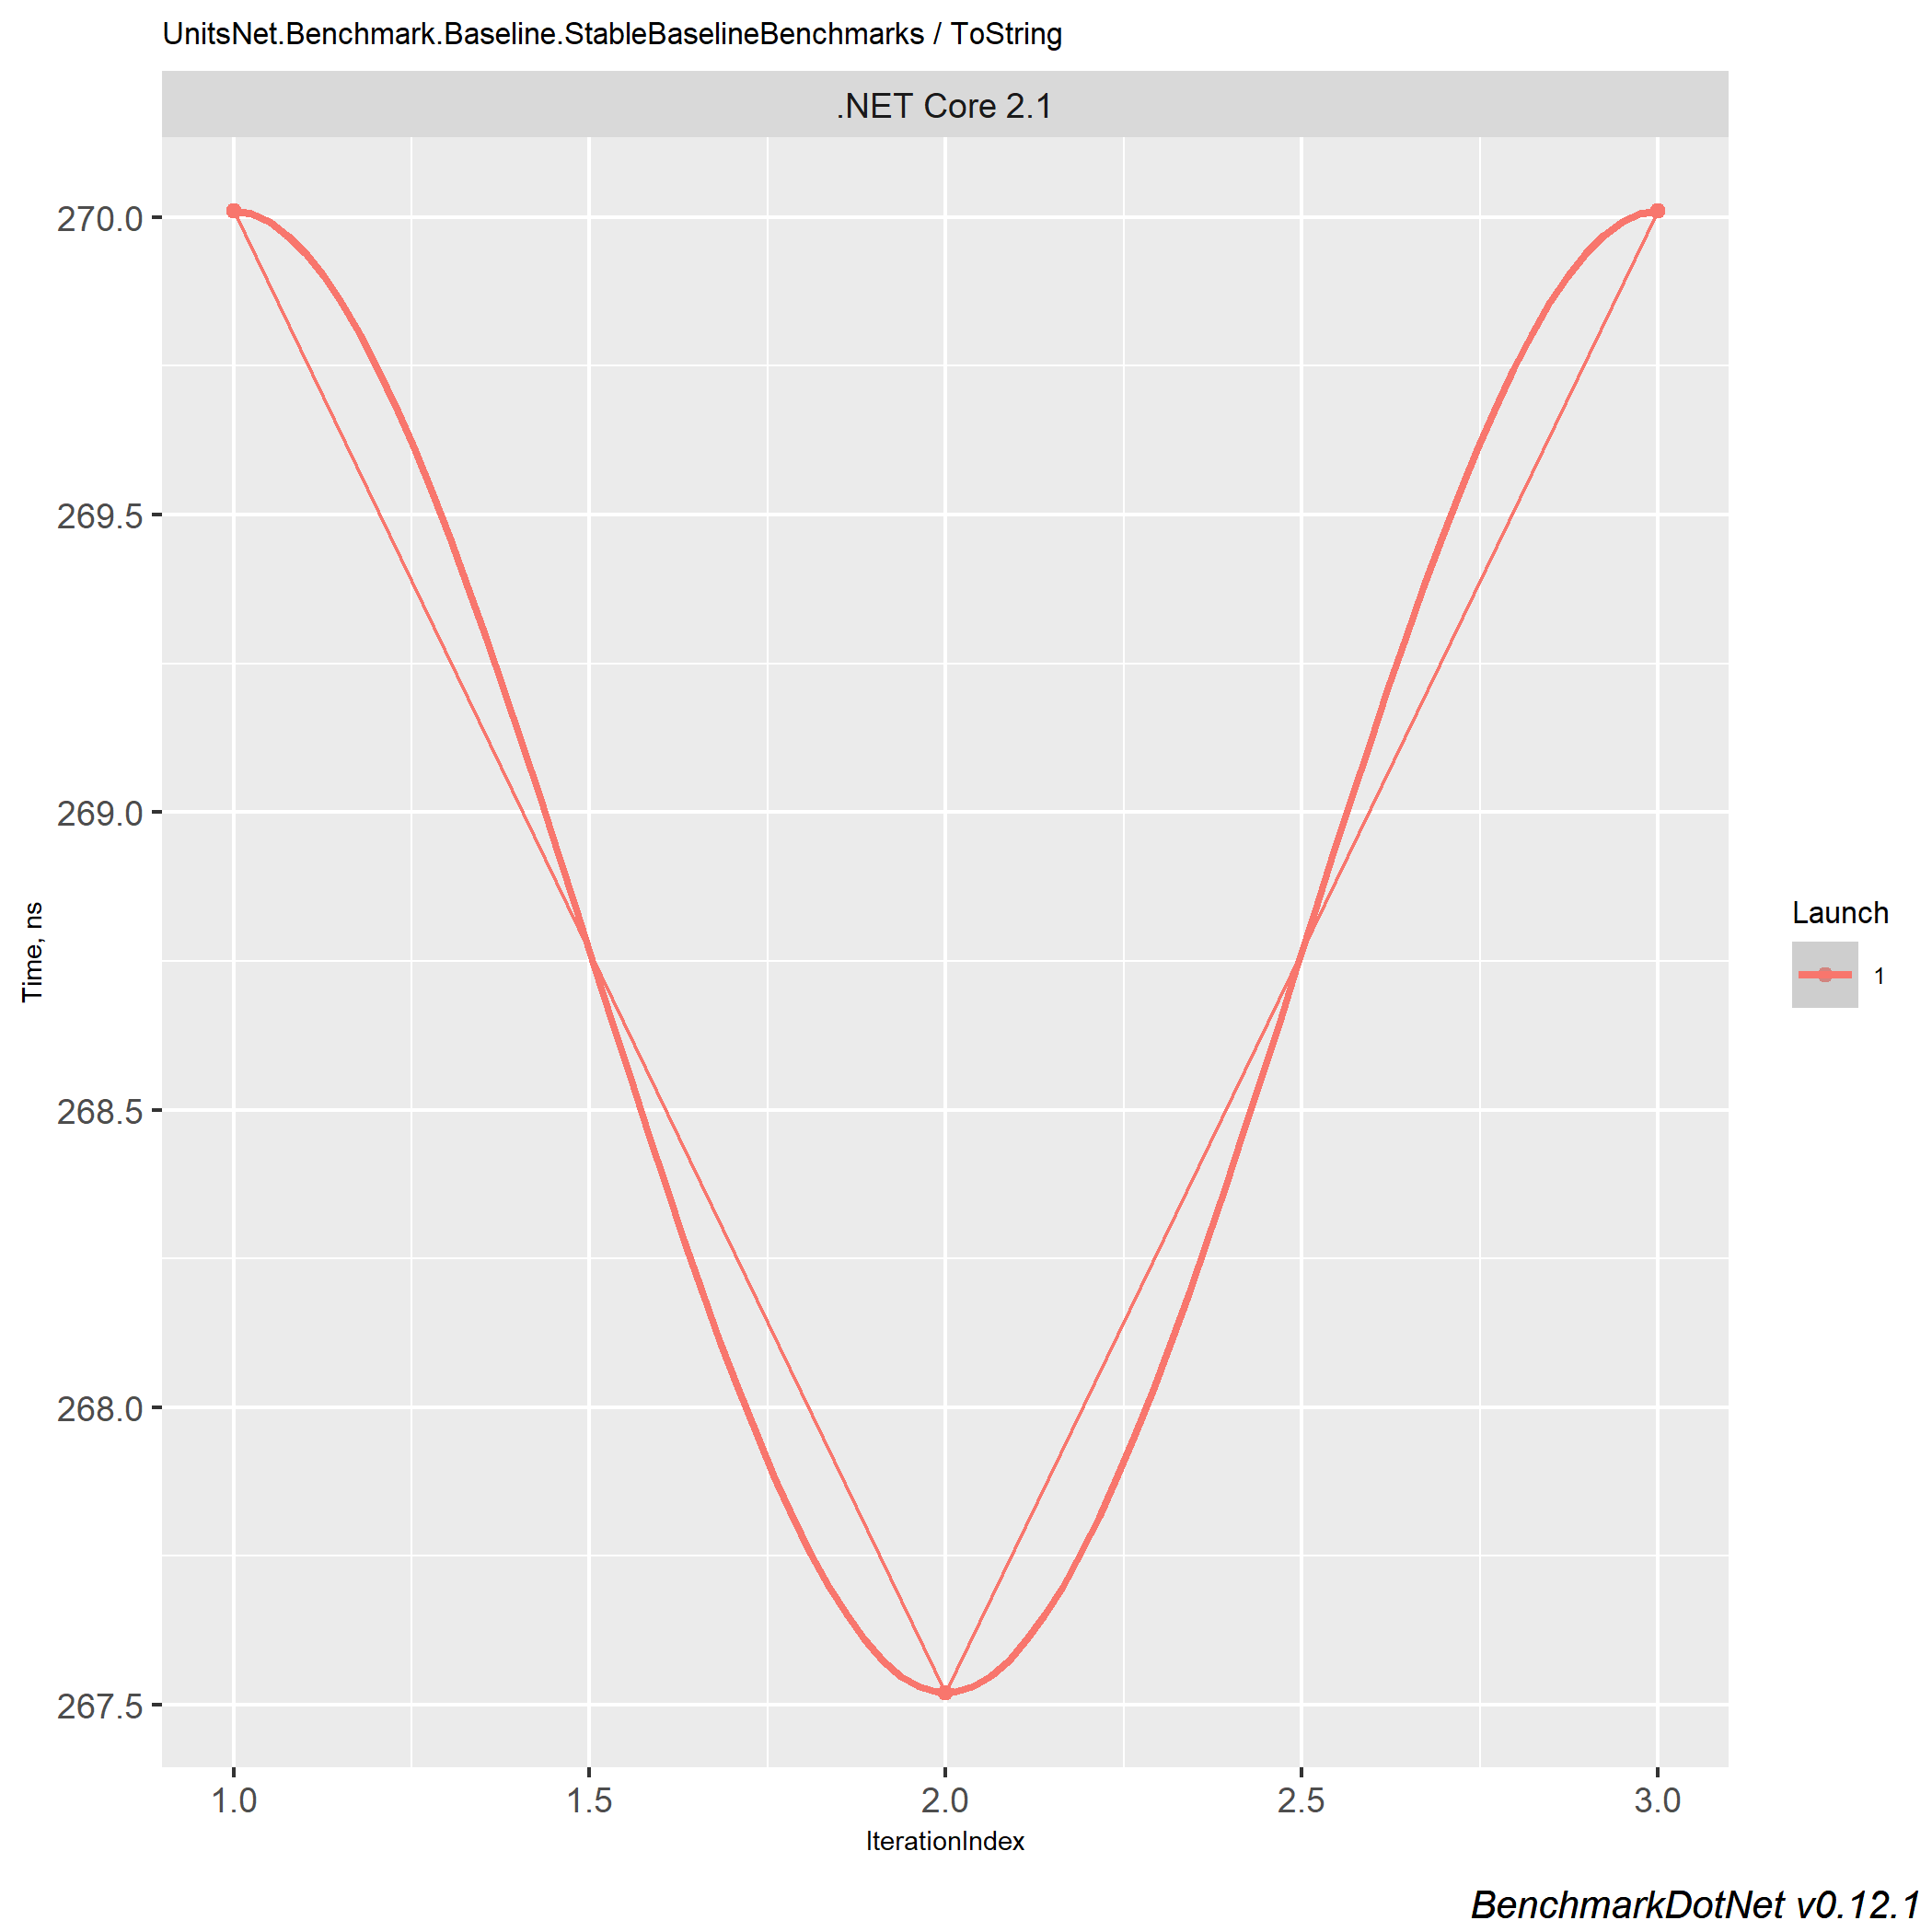 UnitsNet.Benchmark.Baseline.StableBaselineBenchmarks / ToString
.NET Core 2.1
270.0
269.5
269.0
268.5
268.0
267.5
Time, ns
1.0 1.5 2.0 2.5 3.0
IterationIndex
Launch
1
BenchmarkDotNet v0.12.1